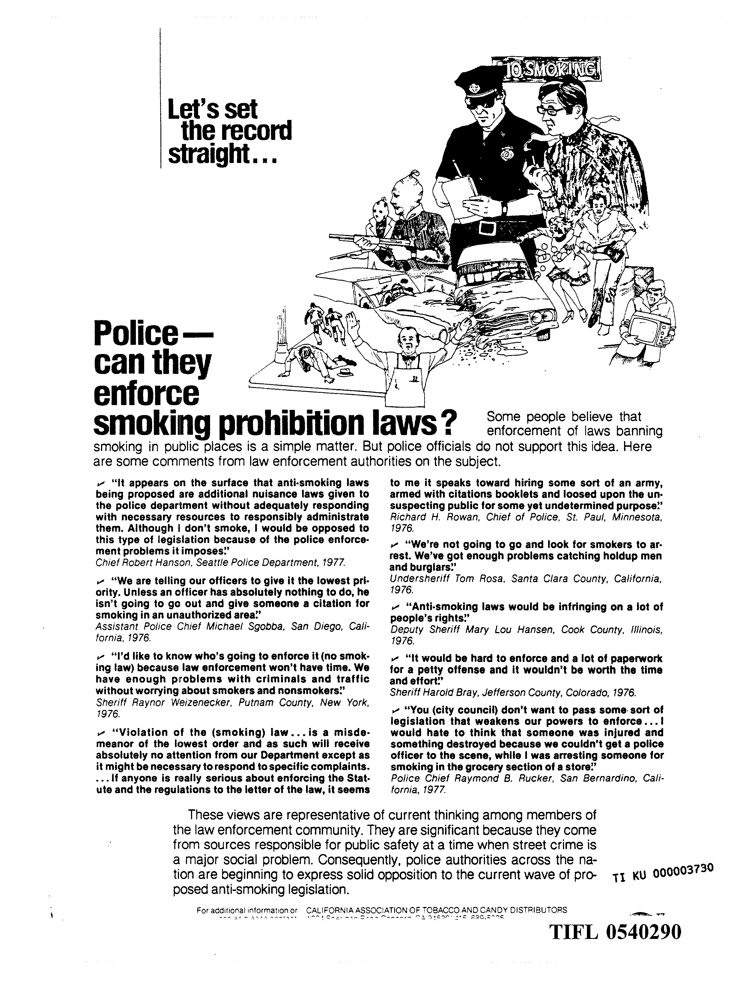 TO SMOKING!
Let's set
the record
straight...
Police—
can they
enforce
smoking prohibition laws?
Some people believe that
enforcement of laws banning
smoking in public places is a simple matter. But police officials do not support this idea. Here
are some comments from law enforcement authorities on the subject.
✓ "It appears on the surface that anti-smoking laws
being proposed are additional nuisance laws given to
the police department without adequately responding
with necessary resources to responsibly administrate
them. Although I don't smoke, I would be opposed to
this type of legislation because of the police enforce-
ment problems it imposes."
Chief Robert Hanson, Seattle Police Department, 1977.
✓ "We are telling our officers to give it the lowest pri-
ority. Unless an officer has absolutely nothing to do, he
isn't going to go out and give someone a citation for
smoking in an unauthorized area."
Assistant Police Chief Michael Sgobba, San Diego, Cali-
fornia, 1976.
✓ "I'd like to know who's going to enforce it (no smok-
ing law) because law enforcement won't have time. We
have enough problems with criminals and traffic
without worrying about smokers and nonsmokers."
Sheriff Raynor Weizenecker, Putnam County, New York,
1976.
✓ "Violation of the (smoking) law...is a misde-
meanor of the lowest order and as such will receive
absolutely no attention from our Department except as
it might be necessary to respond to specific complaints.
...If anyone is really serious about enforcing the Stat-
ute and the regulations to the letter of the law, it seems
to me it speaks toward hiring some sort of an army,
armed with citations booklets and loosed upon the un-
suspecting public for some yet undetermined purpose."
Richard H. Rowan, Chief of Police, St. Paul, Minnesota,
1976.
✓ "We're not going to go and look for smokers to ar-
rest. We've got enough problems catching holdup men
and burglars."
Undersheriff Tom Rosa, Santa Clara County, California,
1976.
✓ "Anti-smoking laws would be infringing on a lot of
people's rights."
Deputy Sheriff Mary Lou Hansen, Cook County, Illinois,
1976.
✓ "It would be hard to enforce and a lot of paperwork
for a petty offense and it wouldn't be worth the time
and effort."
Sheriff Harold Bray, Jefferson County, Colorado, 1976.
✓ "You (city council) don't want to pass some sort of
legislation that weakens our powers to enforce...I
would hate to think that someone was injured and
something destroyed because we couldn't get a police
officer to the scene, while I was arresting someone for
smoking in the grocery section of a store."
Police Chief Raymond B. Rucker, San Bernardino, Cali-
fornia, 1977.
These views are representative of current thinking among members of
the law enforcement community. They are significant because they come
from sources responsible for public safety at a time when street crime is
a major social problem. Consequently, police authorities across the na-
tion are beginning to express solid opposition to the current wave of pro-
posed anti-smoking legislation.
TI KU 000003730
For additional information or CALIFORNIA ASSOCIATION OF TOBACCO AND CANDY DISTRIBUTORS
TIFL 0540290